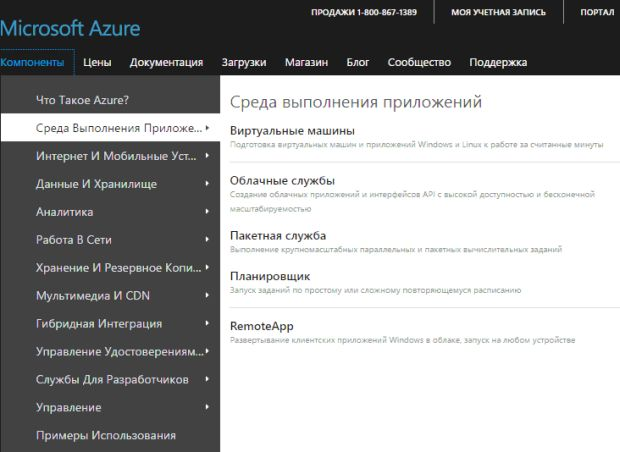 ПРОДАЖИ 1-800-867-1389 МОЯ УЧЕТНАЯ ЗАПИСЬ ПОРТАЛ
Microsoft Azure
Компоненты Цены Документация Загрузки Магазин Блог Сообщество Поддержка
Что Такое Azure?
Среда Выполнения Приложе...
Интернет И Мобильные Уст...
Данные И Хранилище
Аналитика
Работа В Сети
Хранение И Резервное Копи...
Мультимедиа И CDN
Гибридная Интеграция
Управление Удостоверениям...
Службы Для Разработчиков
Управление
Примеры Использования
Среда выполнения приложений
Виртуальные машины
Подготовка виртуальных машин и приложений Windows и Linux к работе за считанные минуты
Облачные службы
Создание облачных приложений и интерфейсов API с высокой доступностью и бесконечной
масштабируемостью
Пакетная служба
Выполнение крупномасштабных параллельных и пакетных вычислительных заданий
Планировщик
Запуск заданий по простому или сложному повторяющемуся расписанию
RemoteApp
Развертывание клиентских приложений Windows в облаке, запуск на любом устройстве